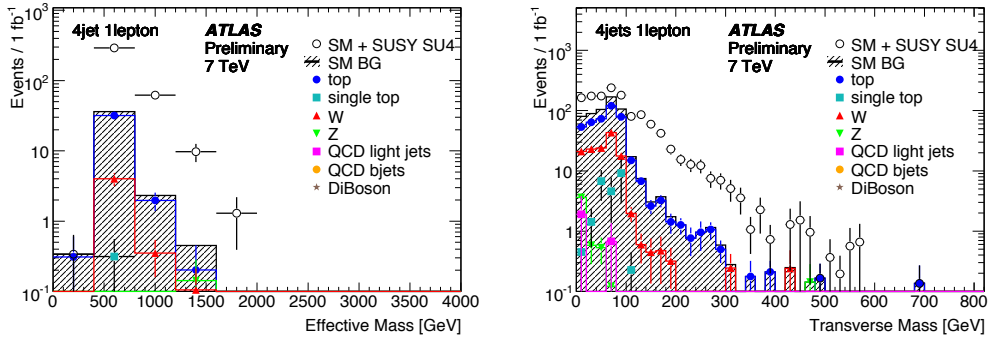 Events / 1 fb⁻¹
10³
10²
10
1
10⁻¹
4jet 1lepton
ATLAS
Preliminary
7 TeV
SM + SUSY SU4
SM BG
top
single top
W
Z
QCD light jets
QCD bjets
DiBoson
0 500 1000 1500 2000 2500 3000 3500 4000
Effective Mass [GeV]
Events / 1 fb⁻¹
10³
10²
10
1
10⁻¹
4jets 1lepton
ATLAS
Preliminary
7 TeV
SM + SUSY SU4
SM BG
top
single top
W
Z
QCD light jets
QCD bjets
DiBoson
0 100 200 300 400 500 600 700 800
Transverse Mass [GeV]